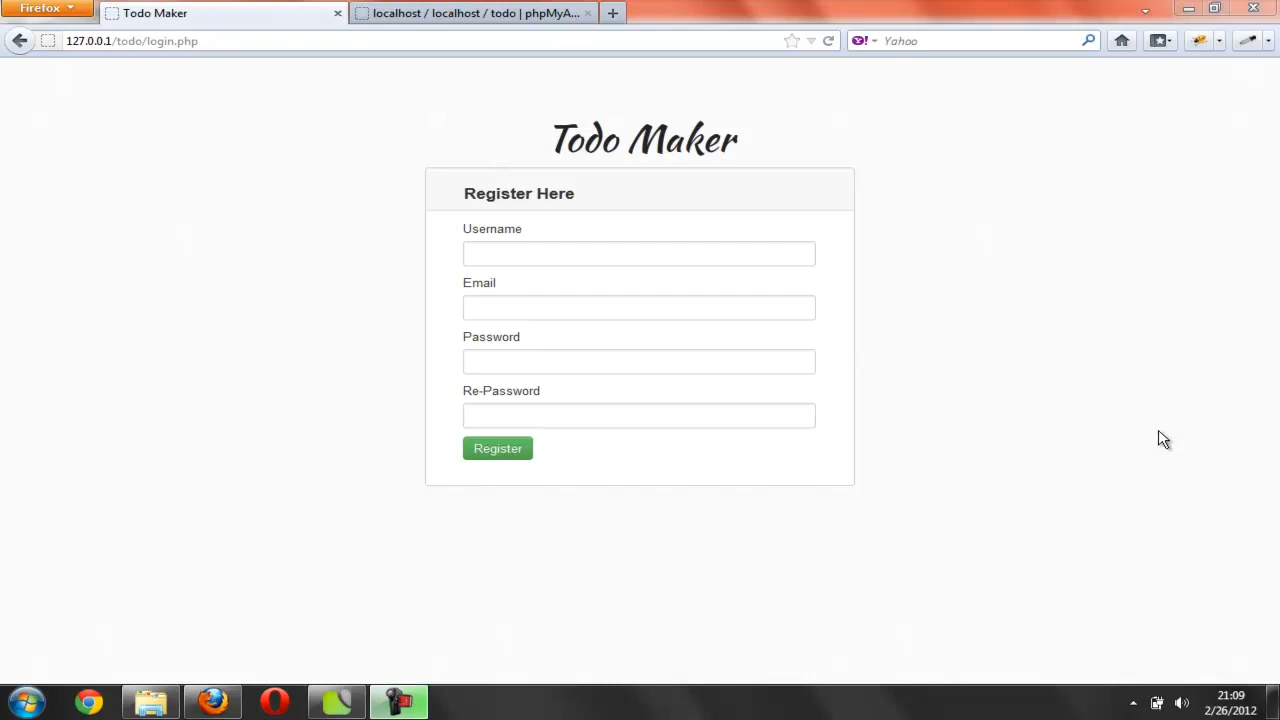 Firefox
Todo Maker
localhost / localhost / todo | phpMyA...
127.0.0.1/todo/login.php
Yahoo
Todo Maker
Register Here
Username
Email
Password
Re-Password
Register
21:09
2/26/2012